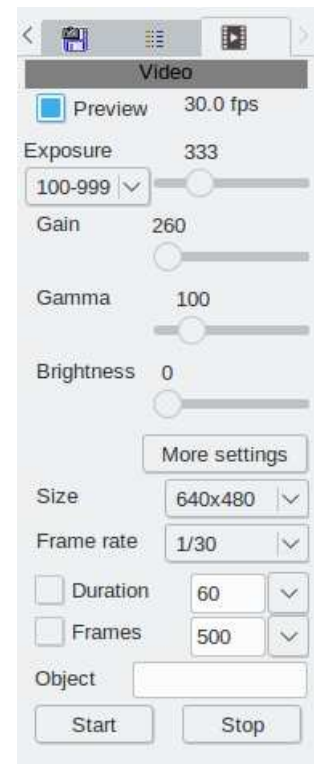 Video
Preview 30.0 fps
Exposure 333
100-999
Gain 260
Gamma 100
Brightness 0
More settings
Size 640x480
Frame rate 1/30
Duration 60
Frames 500
Object
Start Stop